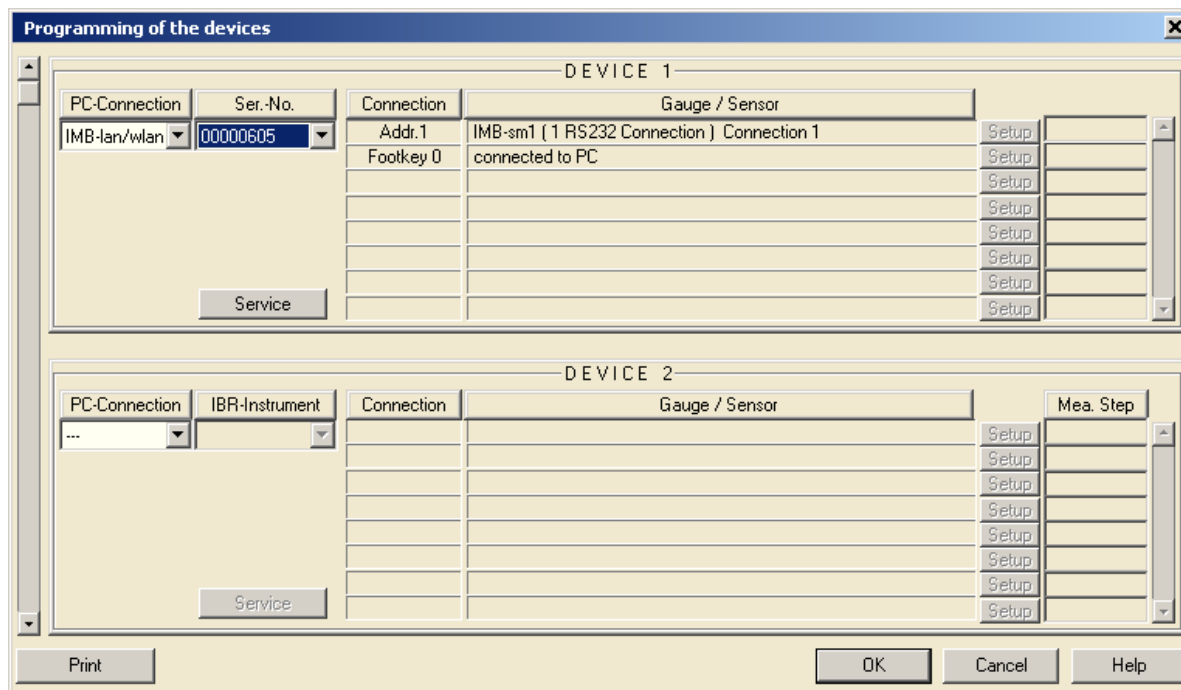 Programming of the devices
DEVICE 1
PC-Connection Ser.-No. Connection Gauge / Sensor
IMB-lan/wlan 00000605 Addr.1 IMB-sm1 ( 1 RS232 Connection ) Connection 1 Setup
Footkey 0 connected to PC Setup
Setup
Setup
Setup
Setup
Setup
Service Setup
DEVICE 2
PC-Connection IBR-Instrument Connection Gauge / Sensor Mea. Step
--- Setup
Setup
Setup
Setup
Setup
Setup
Setup
Service Setup
Print OK Cancel Help